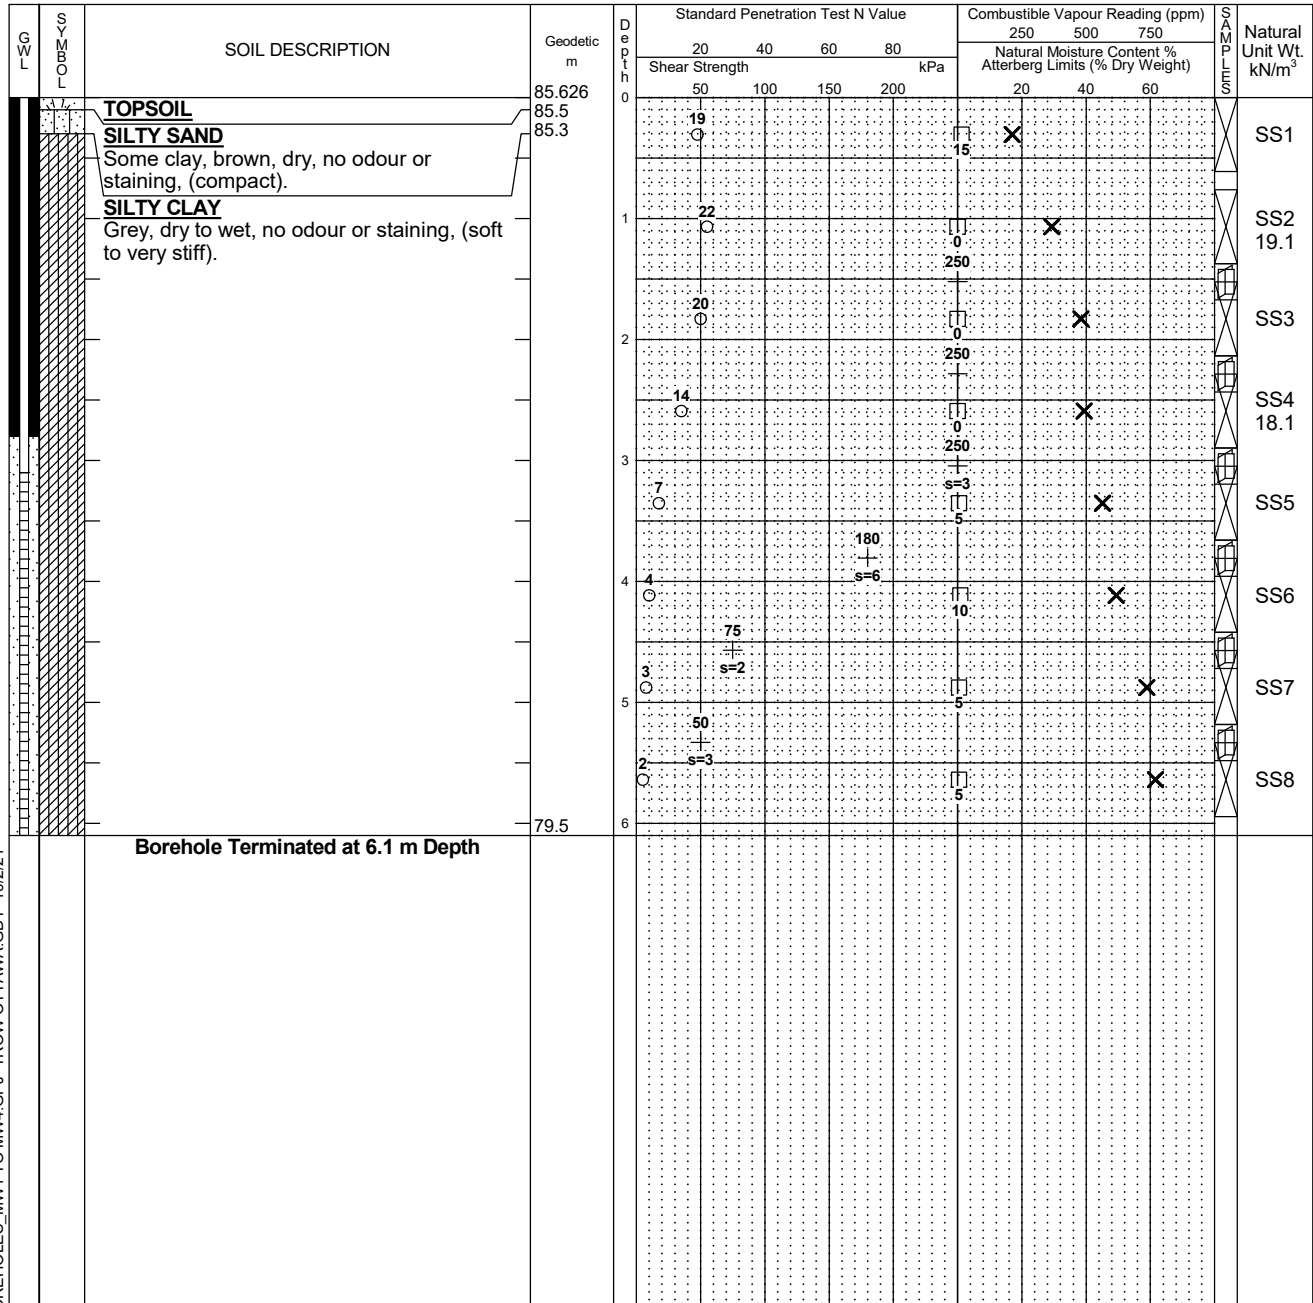 GWL
SYMBOL
SOIL DESCRIPTION
Geodetic
m
Depth
Standard Penetration Test N Value
20 40 60 80
Shear Strength kPa
50 100 150 200
Combustible Vapour Reading (ppm)
250 500 750
Natural Moisture Content %
Atterberg Limits (% Dry Weight)
20 40 60
SAMPLES
Natural
Unit Wt.
kN/m³
85.626
0
TOPSOIL
85.5
SILTY SAND
85.3
Some clay, brown, dry, no odour or
staining, (compact).
SILTY CLAY
Grey, dry to wet, no odour or staining, (soft
to very stiff).
19
15
SS1
1
22
0
SS2
19.1
250
20
0
SS3
2
250
14
0
SS4
18.1
250
3
s=3
7
5
SS5
180
s=6
4
4
10
SS6
75
s=2
3
5
SS7
5
50
s=3
2
5
SS8
79.5
6
Borehole Terminated at 6.1 m Depth